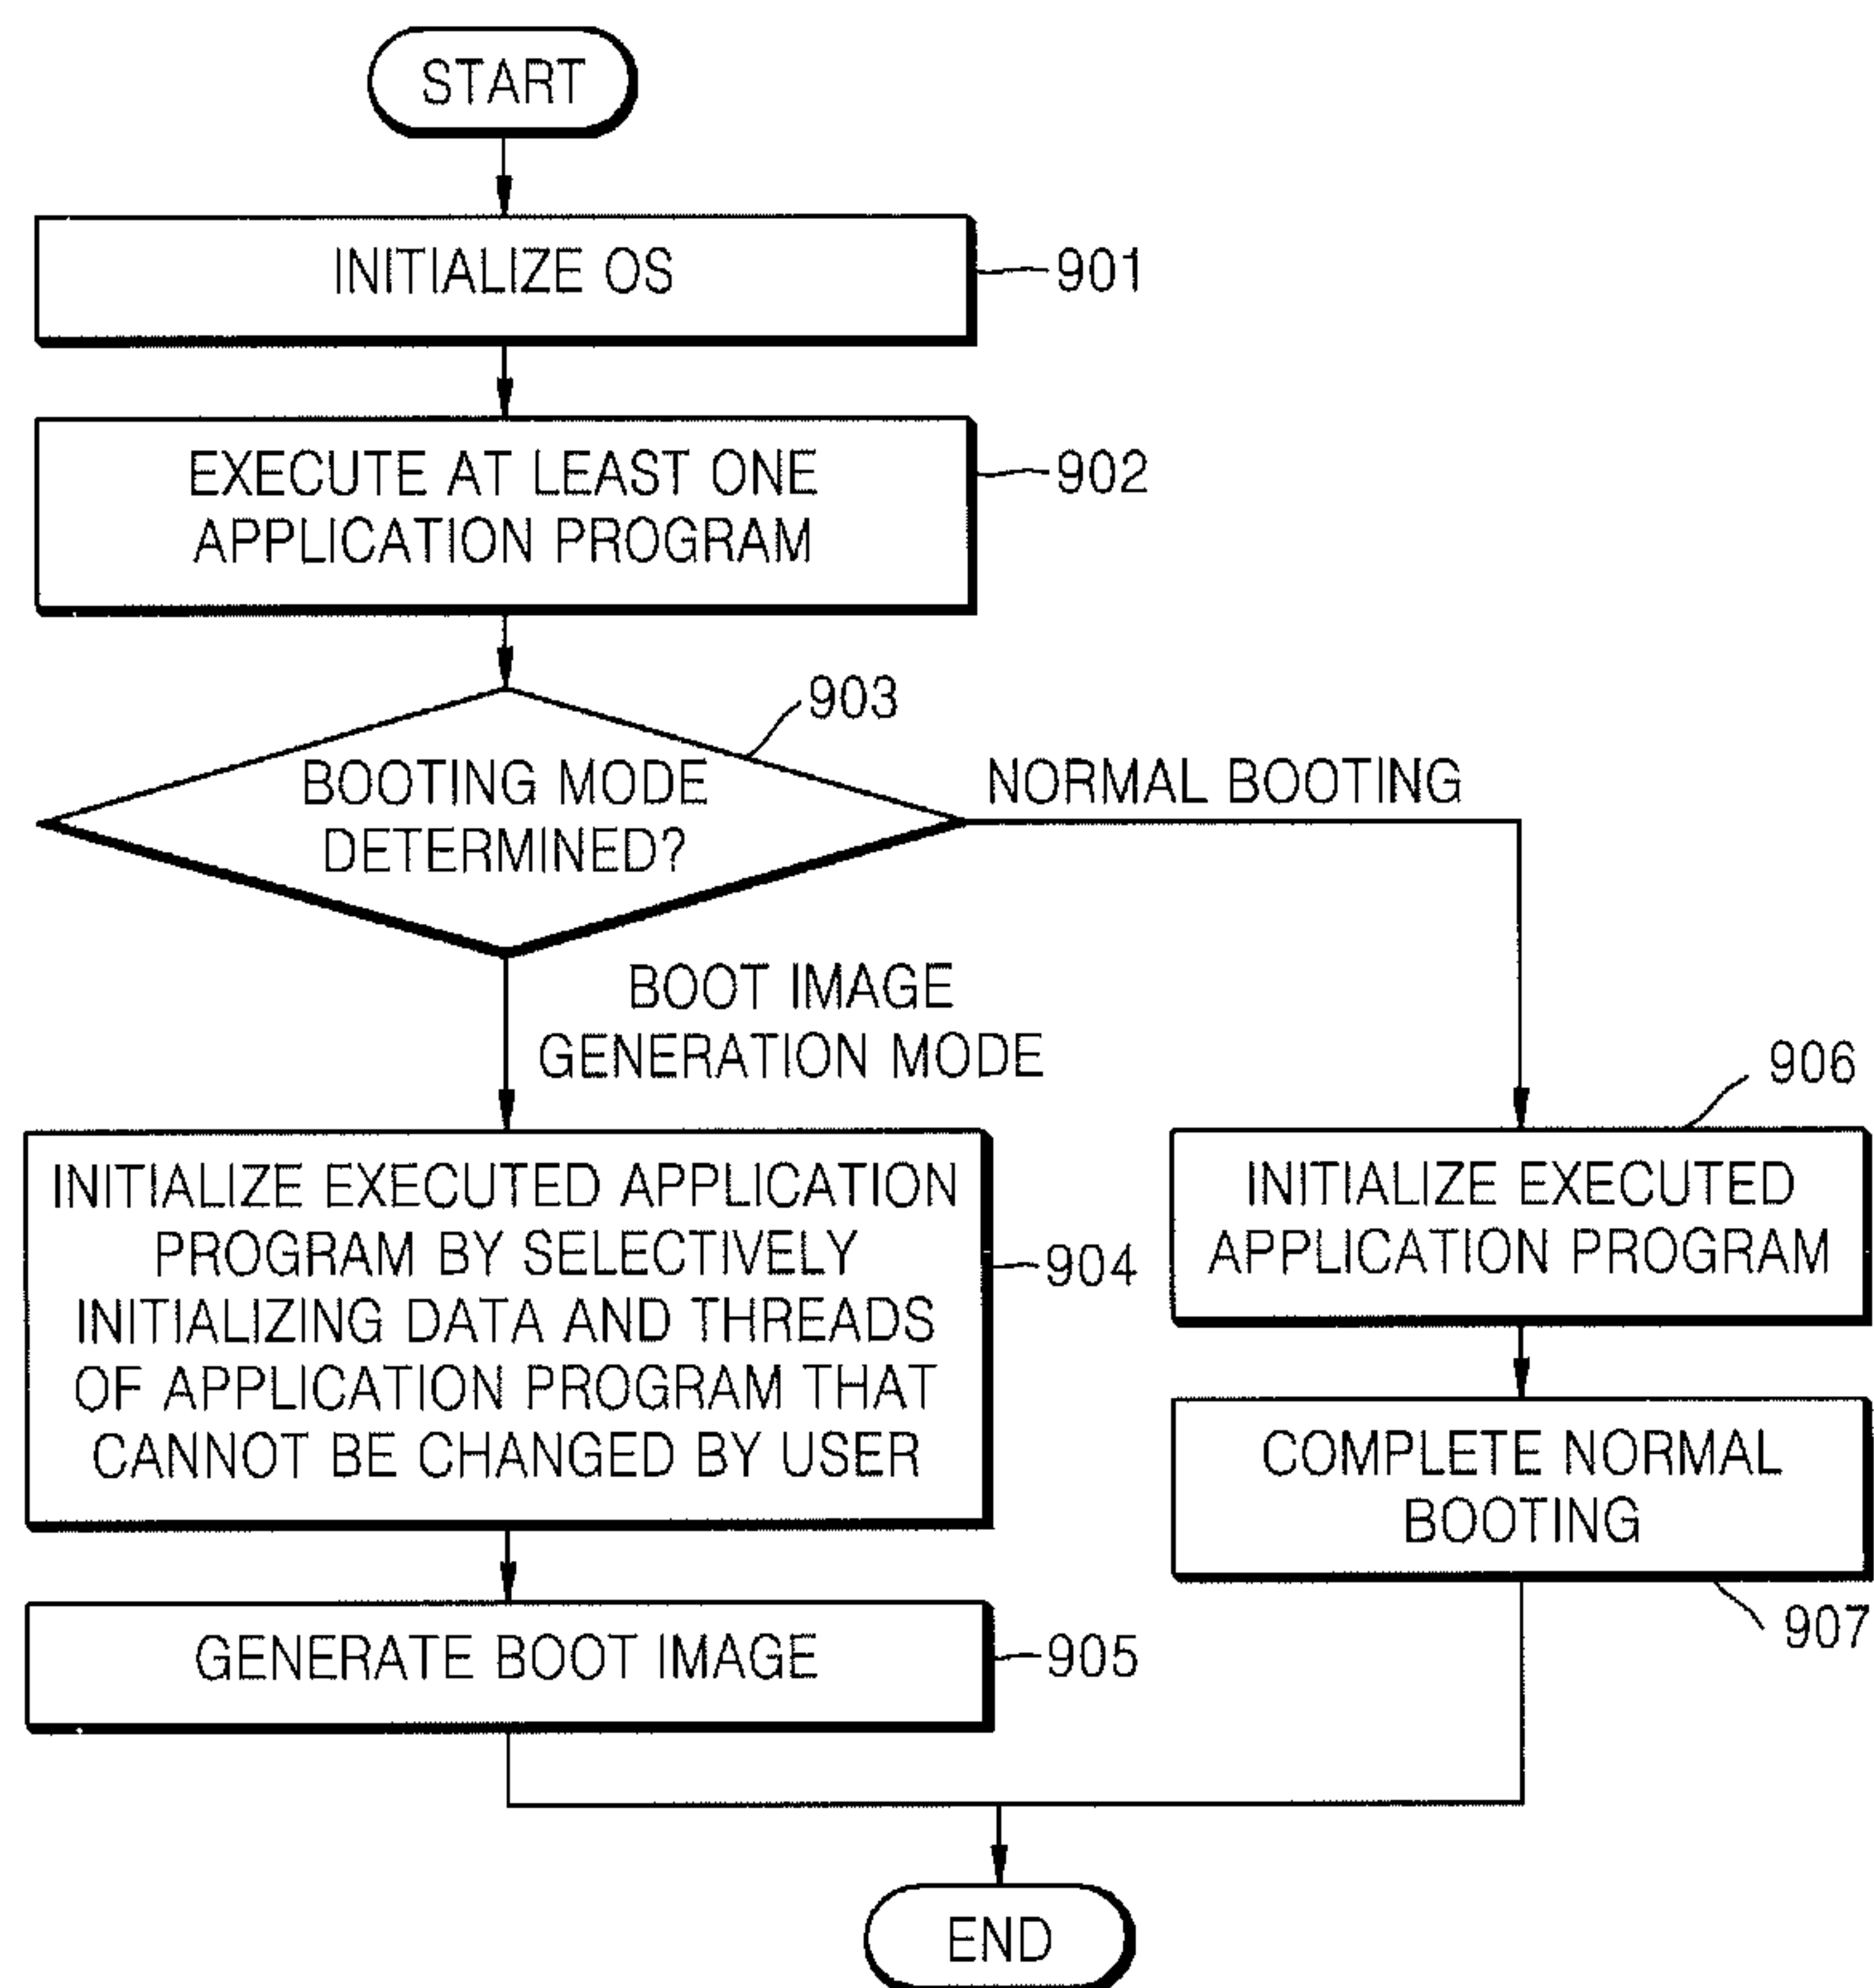 START
INITIALIZE OS
901
EXECUTE AT LEAST ONE
APPLICATION PROGRAM
902
903
BOOTING MODE
DETERMINED?
NORMAL BOOTING
BOOT IMAGE
GENERATION MODE
INITIALIZE EXECUTED APPLICATION
PROGRAM BY SELECTIVELY
INITIALIZING DATA AND THREADS
OF APPLICATION PROGRAM THAT
CANNOT BE CHANGED BY USER
904
906
INITIALIZE EXECUTED
APPLICATION PROGRAM
COMPLETE NORMAL
BOOTING
907
GENERATE BOOT IMAGE
905
END